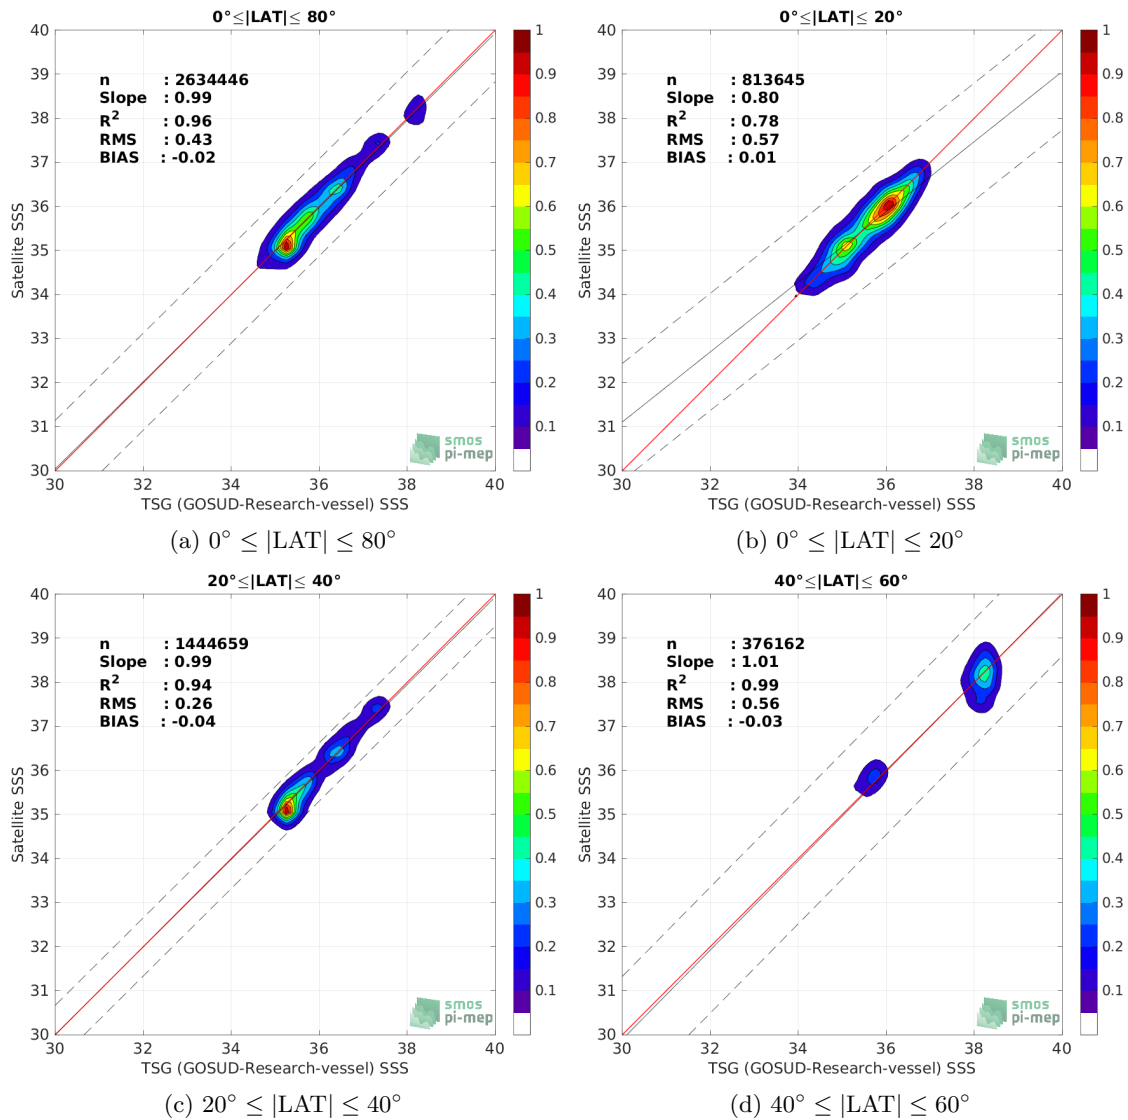 0°≤|LAT|≤ 80°
40
39
38
37
36
35
34
33
32
31
30
Satellite SSS
n : 2634446
Slope : 0.99
R² : 0.96
RMS : 0.43
BIAS : -0.02
smos
pi-mep
30 32 34 36 38 40
TSG (GOSUD-Research-vessel) SSS
1
0.9
0.8
0.7
0.6
0.5
0.4
0.3
0.2
0.1
(a) 0° ≤ |LAT| ≤ 80°
0°≤|LAT|≤ 20°
40
39
38
37
36
35
34
33
32
31
30
Satellite SSS
n : 813645
Slope : 0.80
R² : 0.78
RMS : 0.57
BIAS : 0.01
smos
pi-mep
30 32 34 36 38 40
TSG (GOSUD-Research-vessel) SSS
1
0.9
0.8
0.7
0.6
0.5
0.4
0.3
0.2
0.1
(b) 0° ≤ |LAT| ≤ 20°
20°≤|LAT|≤ 40°
40
39
38
37
36
35
34
33
32
31
30
Satellite SSS
n : 1444659
Slope : 0.99
R² : 0.94
RMS : 0.26
BIAS : -0.04
smos
pi-mep
30 32 34 36 38 40
TSG (GOSUD-Research-vessel) SSS
1
0.9
0.8
0.7
0.6
0.5
0.4
0.3
0.2
0.1
(c) 20° ≤ |LAT| ≤ 40°
40°≤|LAT|≤ 60°
40
39
38
37
36
35
34
33
32
31
30
Satellite SSS
n : 376162
Slope : 1.01
R² : 0.99
RMS : 0.56
BIAS : -0.03
smos
pi-mep
30 32 34 36 38 40
TSG (GOSUD-Research-vessel) SSS
1
0.9
0.8
0.7
0.6
0.5
0.4
0.3
0.2
0.1
(d) 40° ≤ |LAT| ≤ 60°